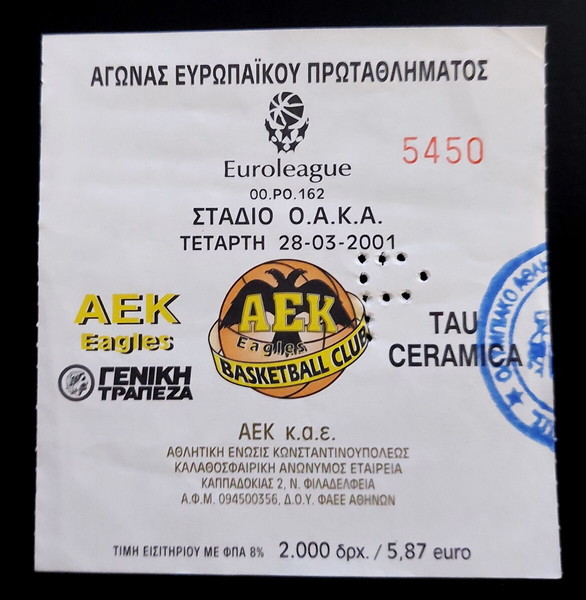 ΑΓΩΝΑΣ ΕΥΡΩΠΑΪΚΟΥ ΠΡΩΤΑΘΛΗΜΑΤΟΣ
Euroleague
5450
00.PO.162
ΣΤΑΔΙΟ Ο.Α.Κ.Α.
ΤΕΤΑΡΤΗ 28-03-2001
ΑΕΚ
Eagles
ΓΕΝΙΚΗ
ΤΡΑΠΕΖΑ
ΑΕΚ
Eagles
BASKETBALL CLUB
TAU
CERAMICA
ΑΕΚ κ.α.ε.
ΑΘΛΗΤΙΚΗ ΕΝΩΣΙΣ ΚΩΝΣΤΑΝΤΙΝΟΥΠΟΛΕΩΣ
ΚΑΛΑΘΟΣΦΑΙΡΙΚΗ ΑΝΩΝΥΜΟΣ ΕΤΑΙΡΕΙΑ
ΚΑΠΠΑΔΟΚΙΑΣ 2, Ν. ΦΙΛΑΔΕΛΦΕΙΑ
Α.Φ.Μ. 094500356, Δ.Ο.Υ. ΦΑΕΕ ΑΘΗΝΩΝ
ΤΙΜΗ ΕΙΣΙΤΗΡΙΟΥ ΜΕ ΦΠΑ 8% 2.000 δρχ. / 5,87 euro